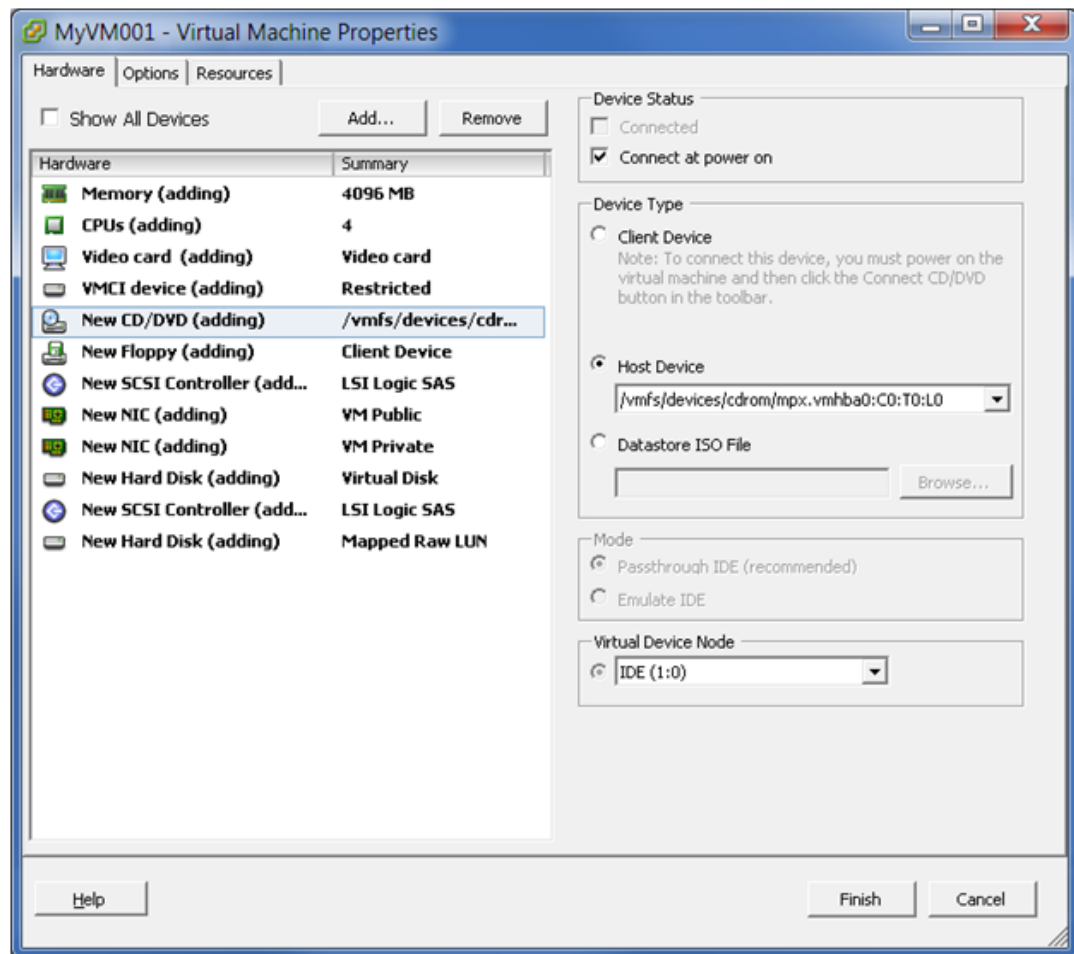 MyVM001 - Virtual Machine Properties
Hardware Options Resources
Show All Devices Add... Remove
Hardware Summary
Memory (adding) 4096 MB
CPUs (adding) 4
Video card (adding) Video card
VMCI device (adding) Restricted
New CD/DVD (adding) /vmfs/devices/cdr...
New Floppy (adding) Client Device
New SCSI Controller (add... LSI Logic SAS
New NIC (adding) VM Public
New NIC (adding) VM Private
New Hard Disk (adding) Virtual Disk
New SCSI Controller (add... LSI Logic SAS
New Hard Disk (adding) Mapped Raw LUN
Device Status
Connected
Connect at power on
Device Type
Client Device
Note: To connect this device, you must power on the
virtual machine and then click the Connect CD/DVD
button in the toolbar.
Host Device
/vmfs/devices/cdrom/mpx.vmhba0:C0:T0:L0
Datastore ISO File
Browse...
Mode
Passthrough IDE (recommended)
Emulate IDE
Virtual Device Node
IDE (1:0)
Help Finish Cancel